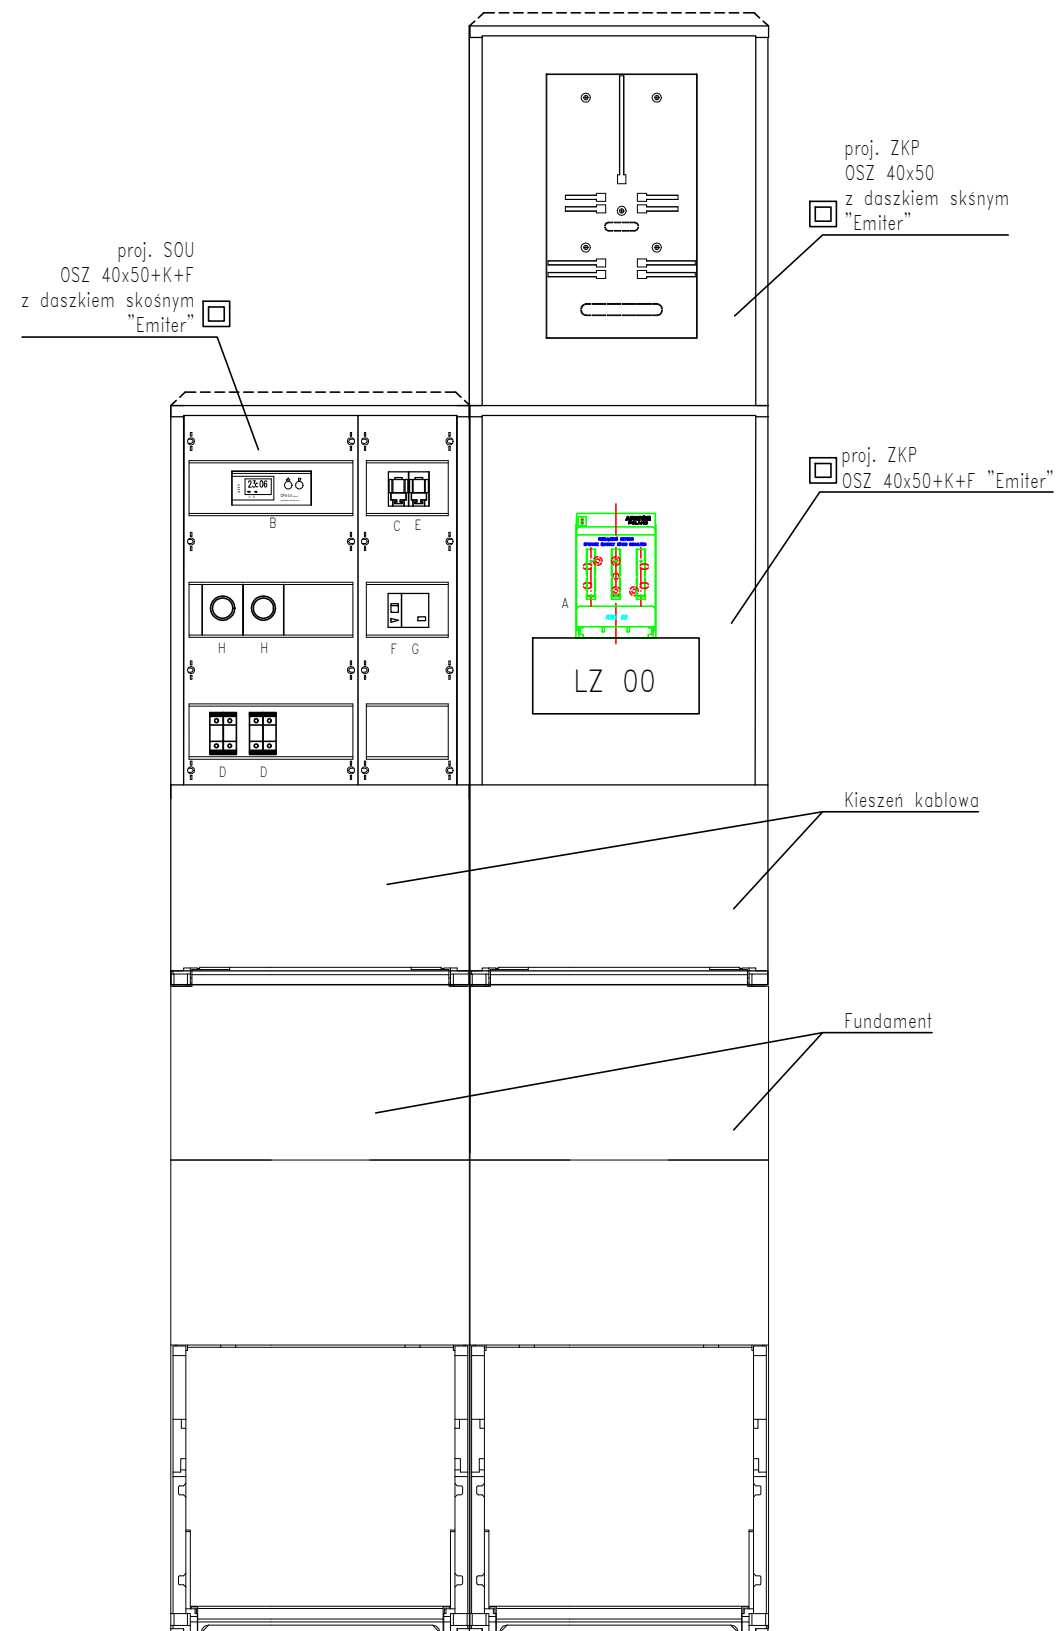 proj. ZKP
OSZ 40x50
z daszkiem skśnym
"Emiter"
proj. SOU
OSZ 40x50+K+F
z daszkiem skośnym
"Emiter"
proj. ZKP
OSZ 40x50+K+F "Emiter"
23:06
B
C E
A
H H
F G
LZ 00
D D
Kieszeń kablowa
Fundament